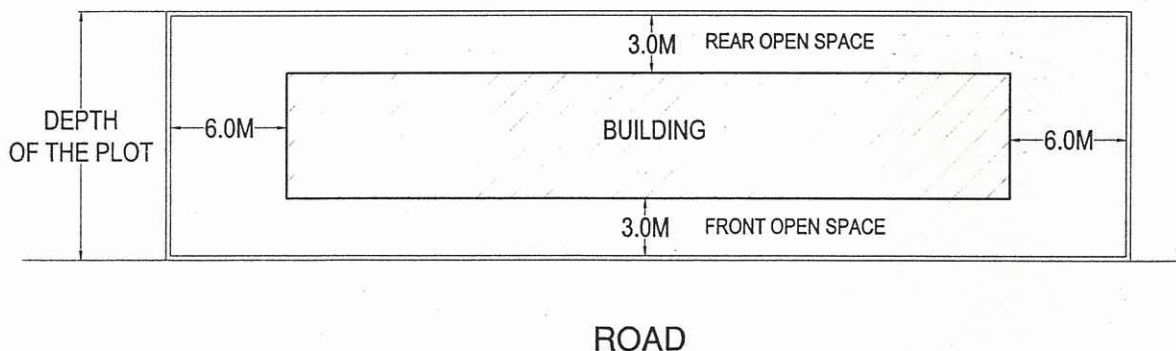 3.0M REAR OPEN SPACE
DEPTH
OF THE PLOT
6.0M
BUILDING
6.0M
3.0M FRONT OPEN SPACE
ROAD